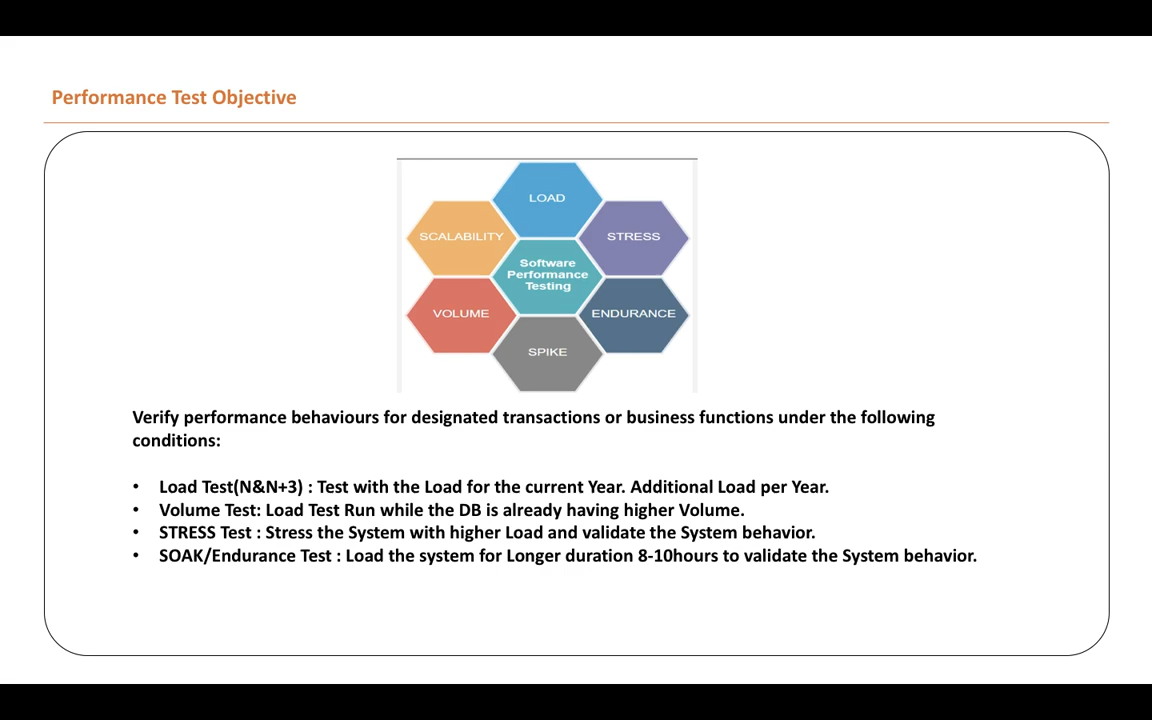 Performance Test Objective
LOAD
SCALABILITY
STRESS
Software
Performance
Testing
VOLUME
ENDURANCE
SPIKE
Verify performance behaviours for designated transactions or business functions under the following
conditions:
• Load Test(N&N+3) : Test with the Load for the current Year. Additional Load per Year.
• Volume Test: Load Test Run while the DB is already having higher Volume.
• STRESS Test : Stress the System with higher Load and validate the System behavior.
• SOAK/Endurance Test : Load the system for Longer duration 8-10hours to validate the System behavior.